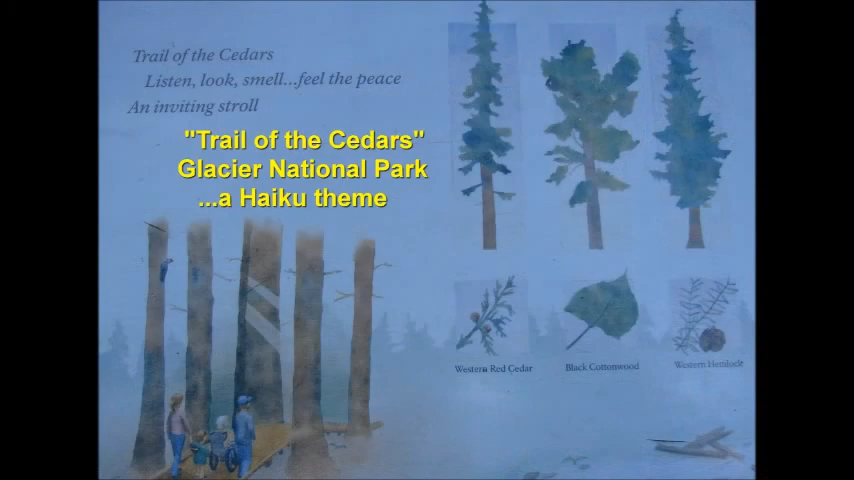 Trail of the Cedars
Listen, look, smell...feel the peace
An inviting stroll
"Trail of the Cedars"
Glacier National Park
...a Haiku theme
Western Red Cedar
Black Cottonwood
Western Hemlock